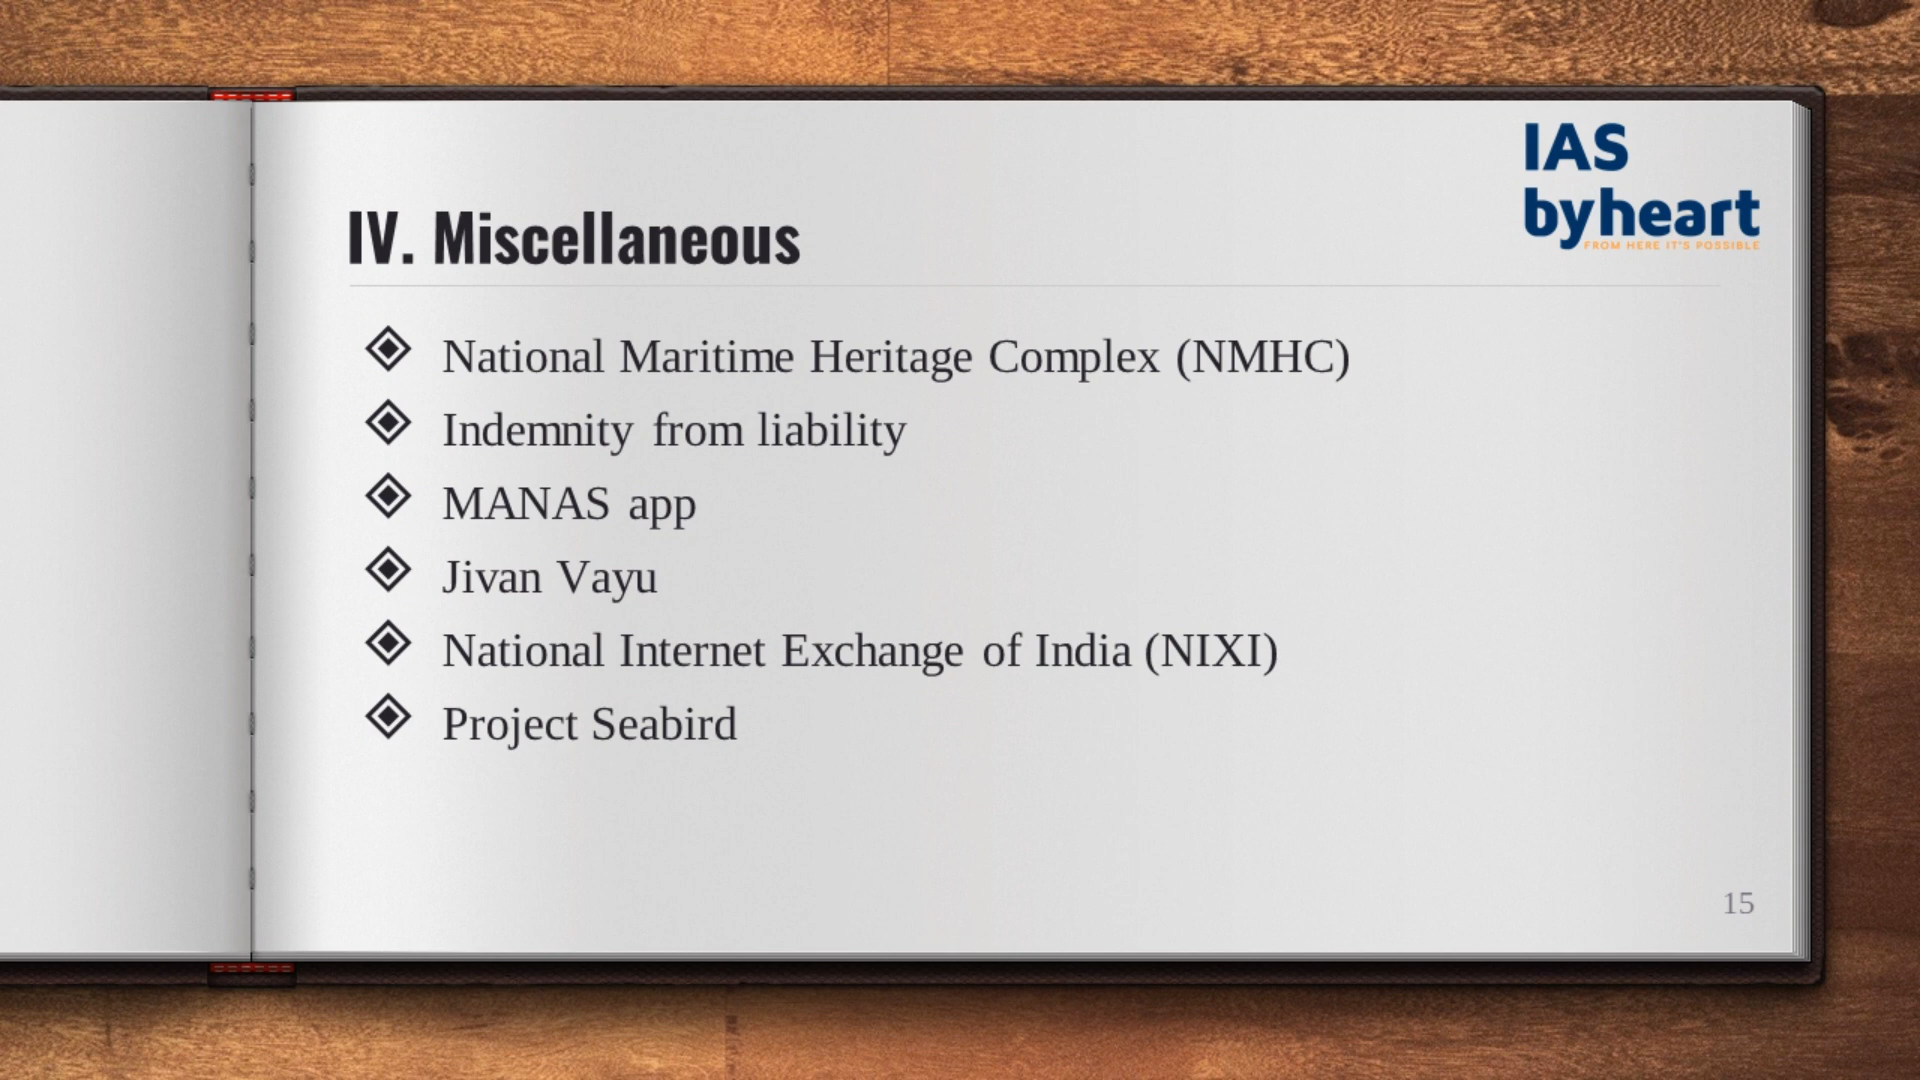 IAS
byheart
FROM HERE IT'S POSSIBLE
IV. Miscellaneous
National Maritime Heritage Complex (NMHC)
Indemnity from liability
MANAS app
Jivan Vayu
National Internet Exchange of India (NIXI)
Project Seabird
15